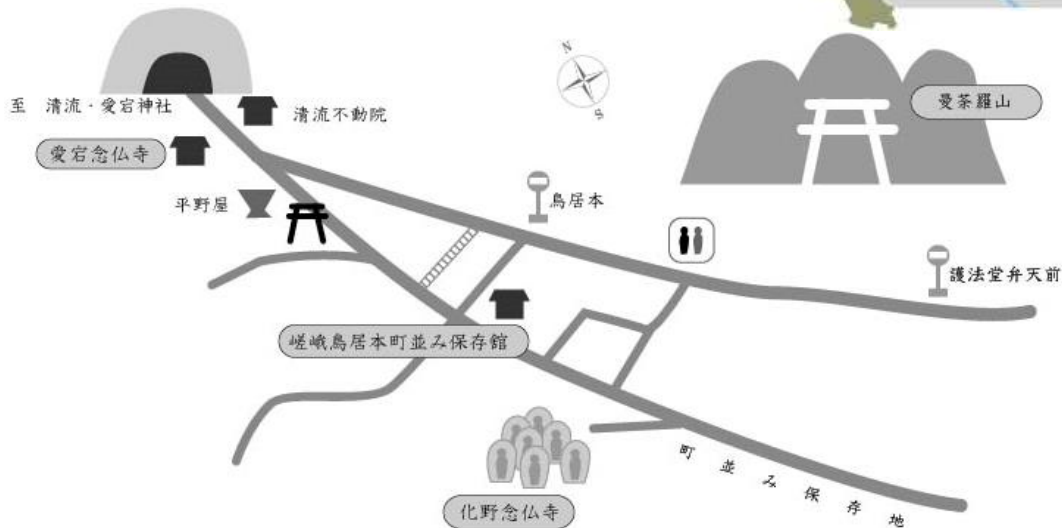 N
S
至 清流・愛宕神社
清流不動院
愛宕念仏寺
平野屋
鳥居本
曼荼羅山
護法堂弁天前
嵯峨鳥居本町並み保存館
化野念仏寺
町並み保存地